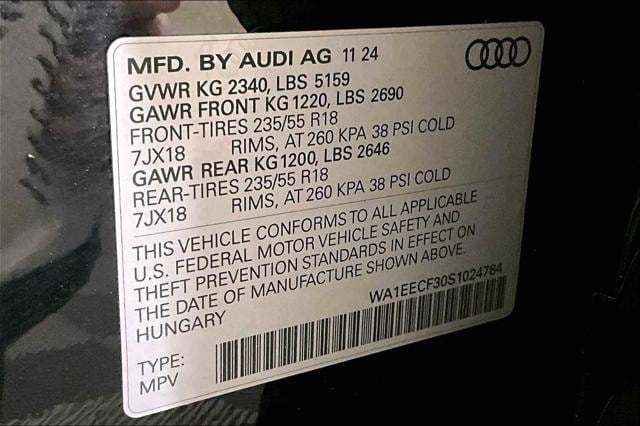 MFD. BY AUDI AG 11 24
GVWR KG 2340, LBS 5159
GAWR FRONT KG 1220, LBS 2690
FRONT-TIRES 235/55 R18
7JX18 RIMS, AT 260 KPA 38 PSI COLD
GAWR REAR KG 1200, LBS 2646
REAR-TIRES 235/55 R18
7JX18 RIMS, AT 260 KPA 38 PSI COLD
THIS VEHICLE CONFORMS TO ALL APPLICABLE
U.S. FEDERAL MOTOR VEHICLE SAFETY AND
THEFT PREVENTION STANDARDS IN EFFECT ON
THE DATE OF MANUFACTURE SHOWN ABOVE.
HUNGARY
WA1EECF30S1024784
TYPE:
MPV